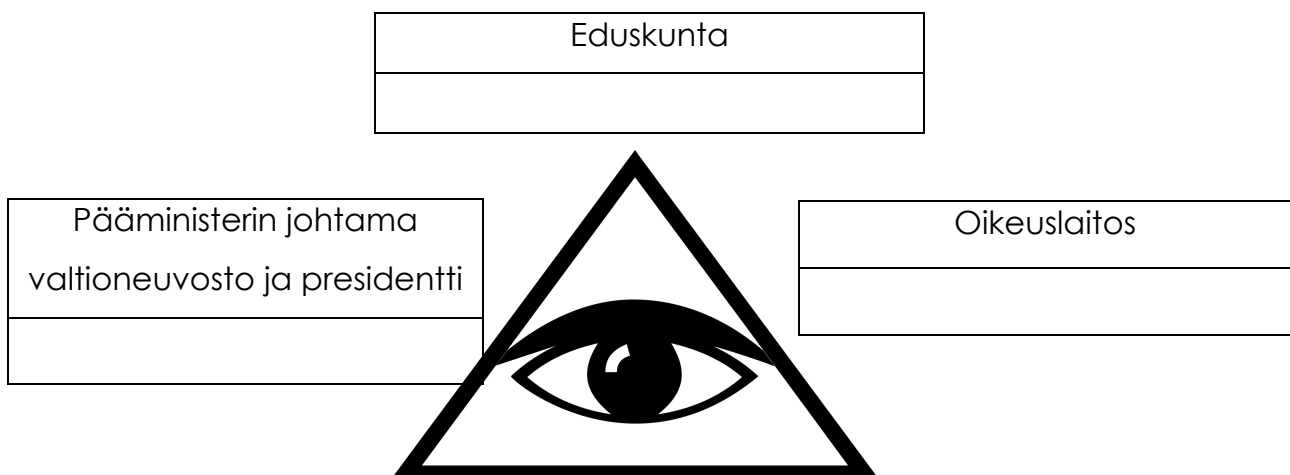 Eduskunta
Pääministerin johtama
valtioneuvosto ja presidentti
Oikeuslaitos